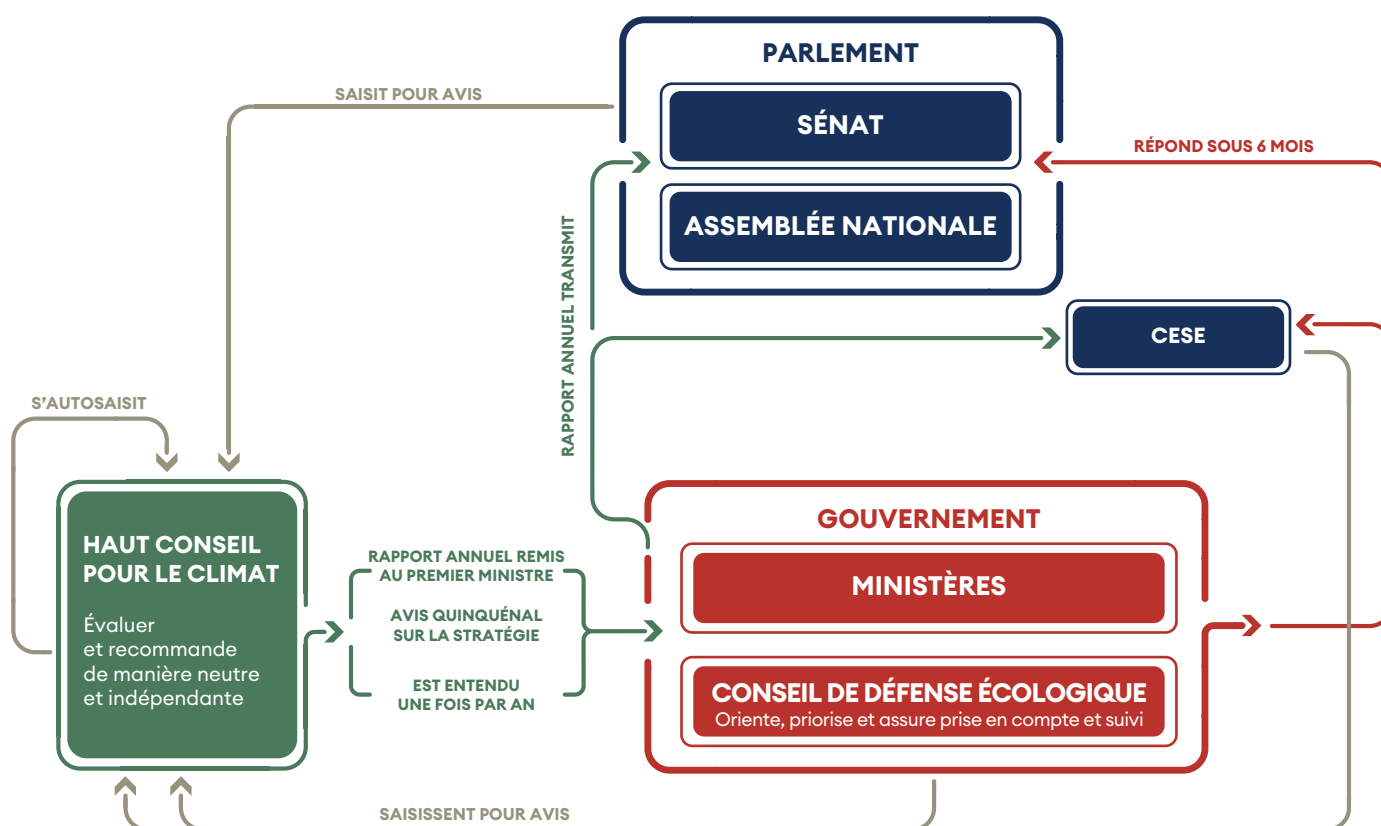 PARLEMENT
SAISIT POUR AVIS
SÉNAT
RÉPOND SOUS 6 MOIS
ASSEMBLÉE NATIONALE
RAPPORT ANNUEL TRANSMIT
CESE
S'AUTOSAISIT
GOUVERNEMENT
HAUT CONSEIL
POUR LE CLIMAT
Évaluer
et recommande
de manière neutre
et indépendante
RAPPORT ANNUEL REMIS
AU PREMIER MINISTRE
AVIS QUINQUÉNAL
SUR LA STRATÉGIE
EST ENTENDU
UNE FOIS PAR AN
MINISTÈRES
CONSEIL DE DÉFENSE ÉCOLOGIQUE
Oriente, priorise et assure prise en compte et suivi
SAISISSENT POUR AVIS